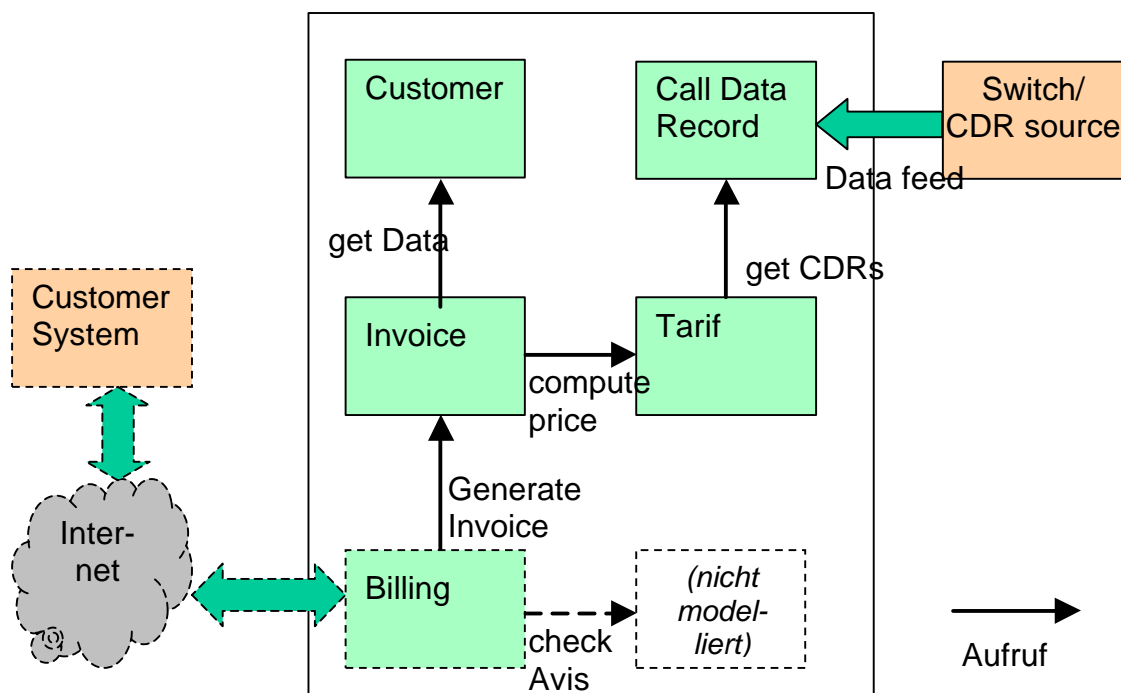 Customer
Call Data
Record
Switch/
CDR source
Data feed
get Data
get CDRs
Customer
System
Invoice
Tarif
compute
price
Generate
Invoice
Inter-
net
Billing
(nicht
model-
liert)
check
Avis
Aufruf